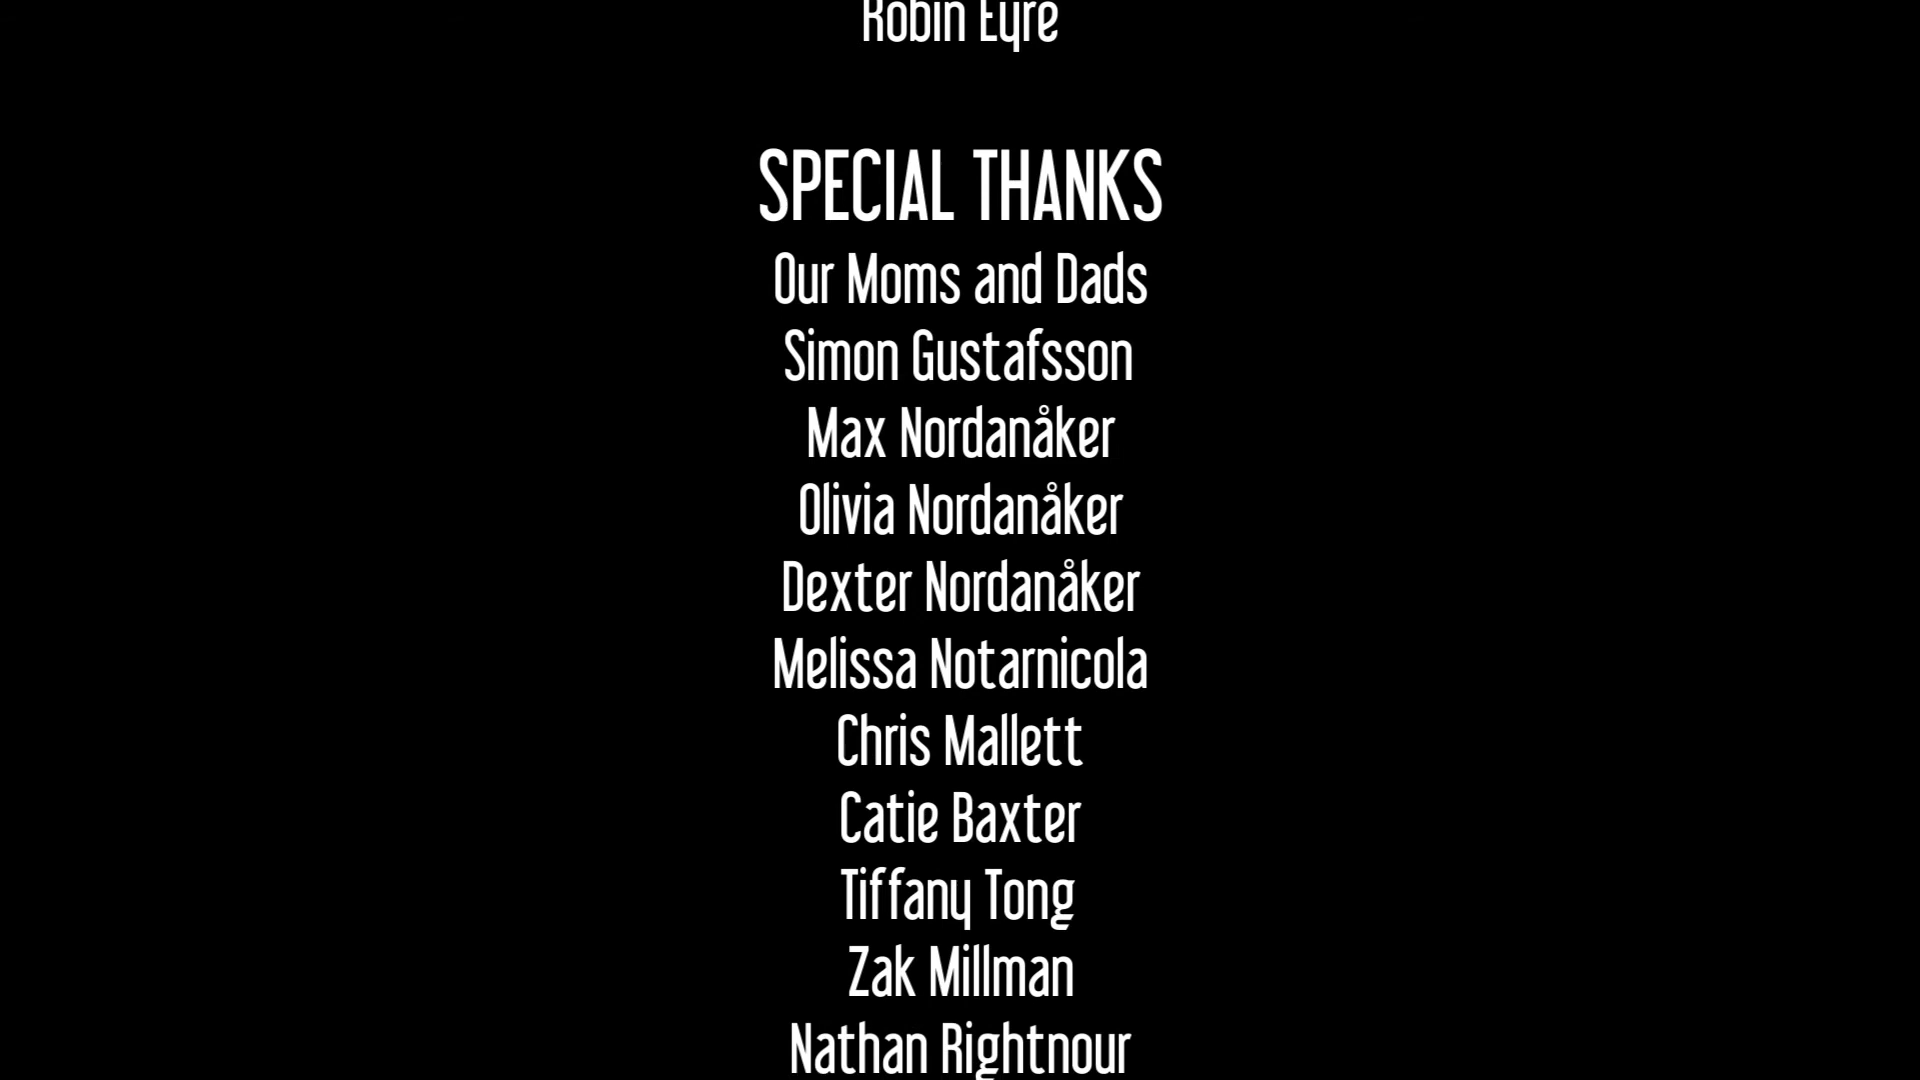 Robin Eyre
SPECIAL THANKS
Our Moms and Dads
Simon Gustafsson
Max Nordanåker
Olivia Nordanåker
Dexter Nordanåker
Melissa Notarnicola
Chris Mallett
Catie Baxter
Tiffany Tong
Zak Millman
Nathan Rightnour